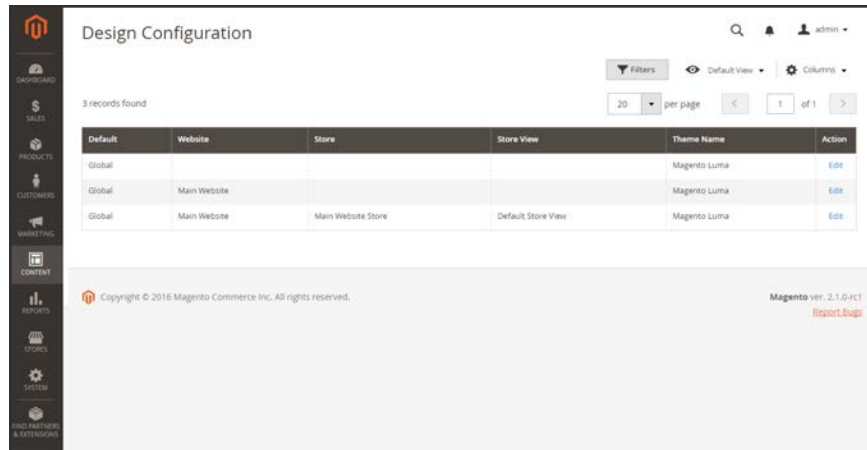 Design Configuration
admin
DASHBOARD
Filters
Default View
Columns
$
SALES
3 records found
20
per page
<
1
of 1
>
PRODUCTS
Default Website Store Store View Theme Name Action
Global Magento Luma Edit
CUSTOMERS
Global Main Website Magento Luma Edit
Global Main Website Main Website Store Default Store View Magento Luma Edit
MARKETING
CONTENT
Copyright © 2016 Magento Commerce Inc. All rights reserved.
Magento ver. 2.1.0-rc1
Report Bugs
REPORTS
STORES
SYSTEM
FIND PARTNERS
& EXTENSIONS